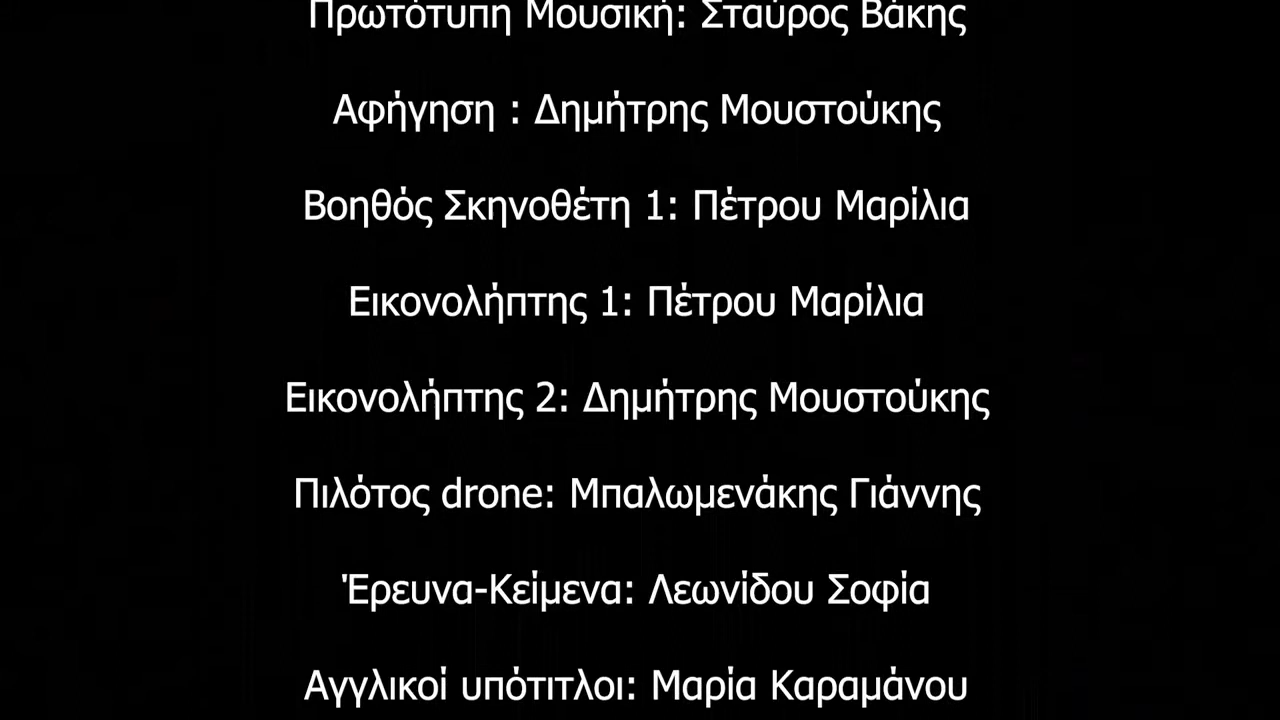 Πρωτότυπη Μουσική: Σταύρος Βάκης
Αφήγηση : Δημήτρης Μουστούκης
Βοηθός Σκηνοθέτη 1: Πέτρου Μαρίλια
Εικονολήπτης 1: Πέτρου Μαρίλια
Εικονολήπτης 2: Δημήτρης Μουστούκης
Πιλότος drone: Μπαλωμενάκης Γιάννης
Έρευνα-Κείμενα: Λεωνίδου Σοφία
Αγγλικοί υπότιτλοι: Μαρία Καραμάνου